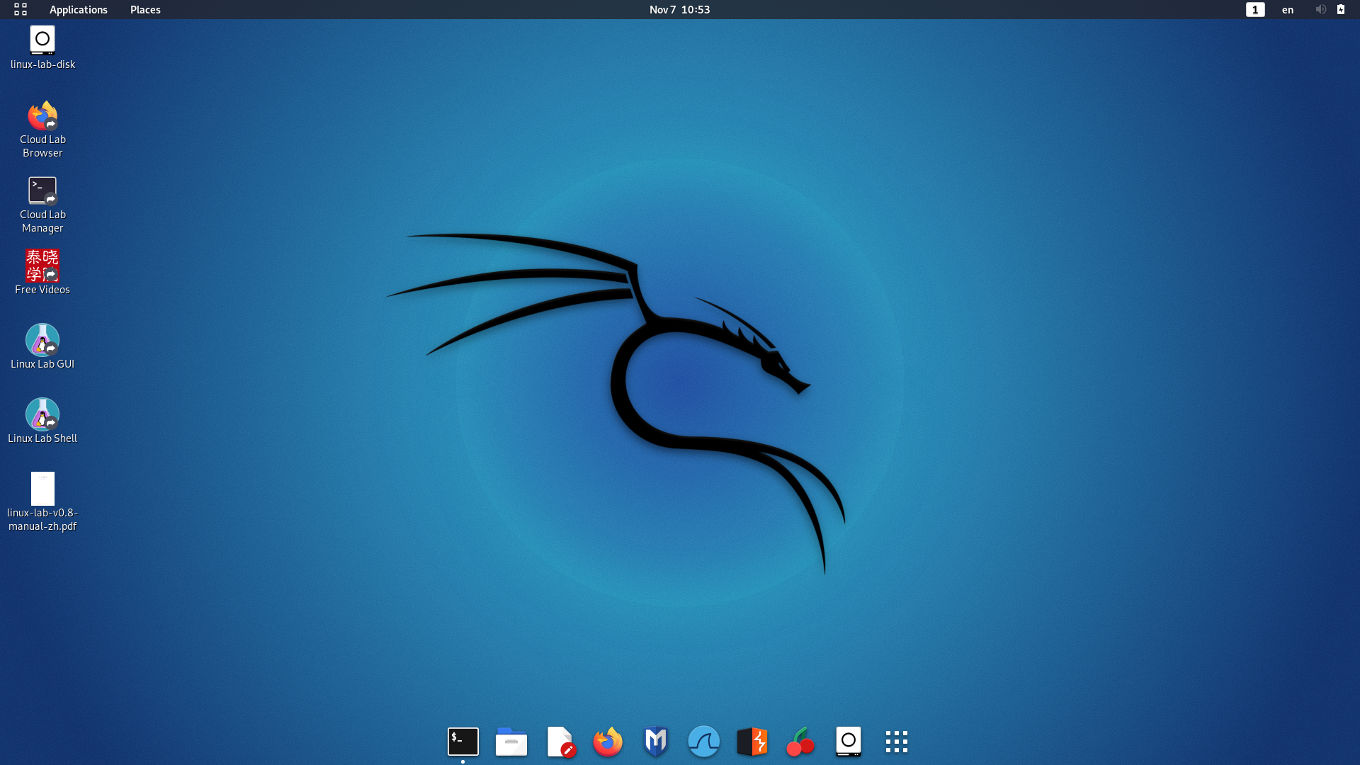 Applications Places Nov 7 10:53 1 en
linux-lab-disk
Cloud Lab
Browser
>_
Cloud Lab
Manager
泰晓
学院
Free Videos
Linux Lab GUI
Linux Lab Shell
linux-lab-v0.8-
manual-zh.pdf
$_